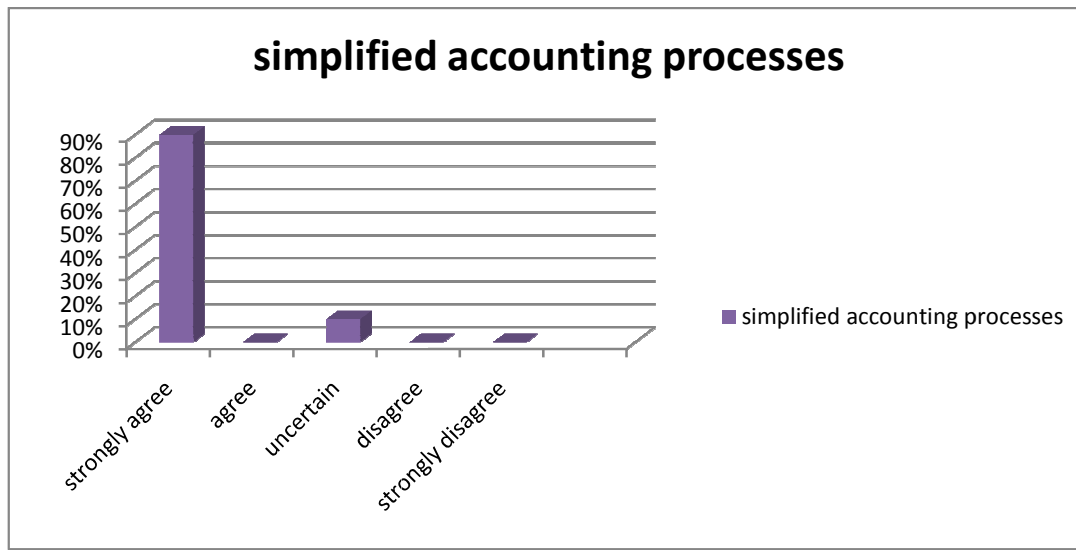 simplified accounting processes
90%
80%
70%
60%
50%
40%
30%
20%
10%
0%
strongly agree
agree
uncertain
disagree
strongly disagree
simplified accounting processes